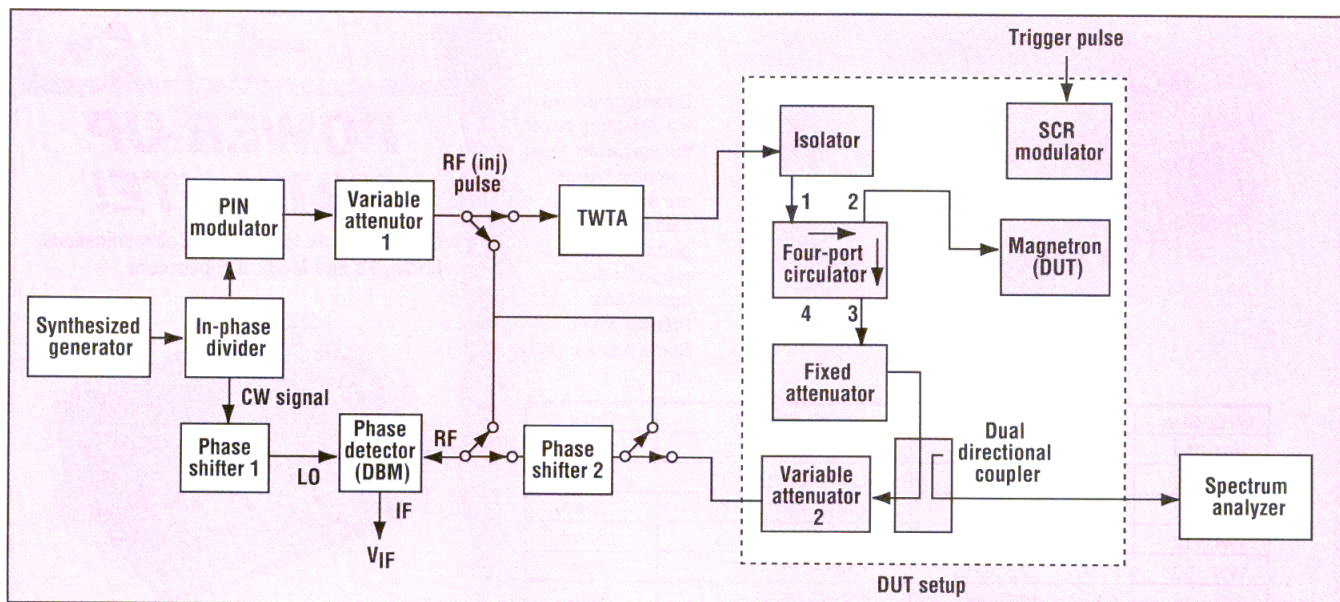 Trigger pulse
SCR
modulator
Isolator
RF (inj)
pulse
PIN
modulator
Variable
attenutor
1
TWTA
1
2
Four-port
circulator
Magnetron
(DUT)
4
3
Synthesized
generator
In-phase
divider
Fixed
attenuator
CW signal
Phase
shifter 1
LO
Phase
detector
(DBM)
RF
Phase
shifter 2
Variable
attenuator
2
Dual
directional
coupler
Spectrum
analyzer
IF
VIF
DUT setup